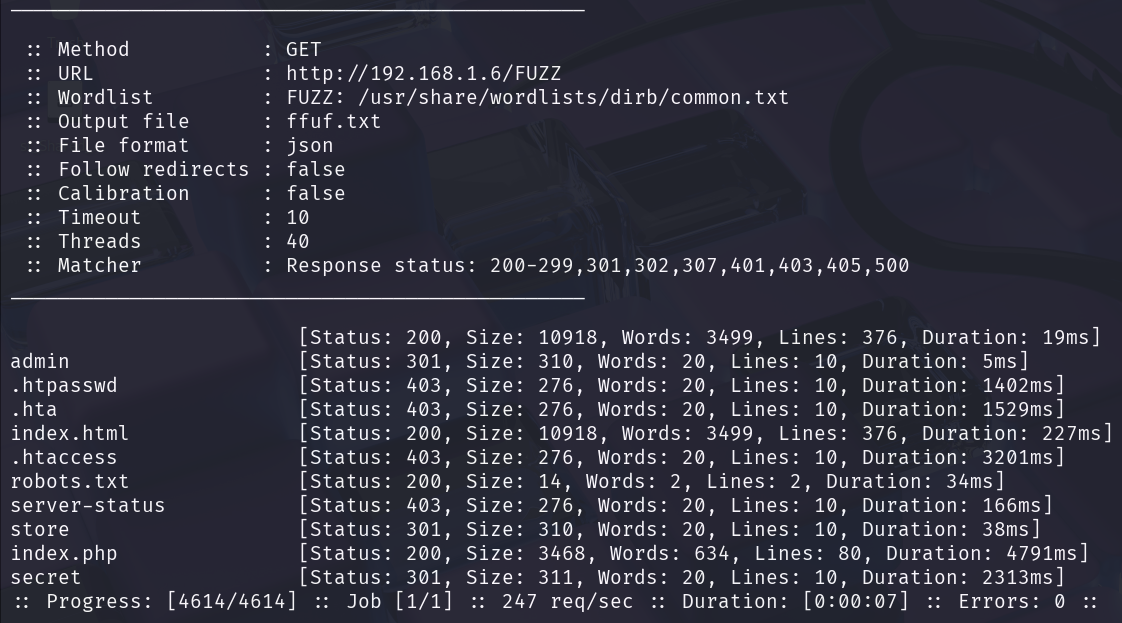 :: Method           : GET
:: URL              : http://192.168.1.6/FUZZ
:: Wordlist         : FUZZ: /usr/share/wordlists/dirb/common.txt
:: Output file      : ffuf.txt
:: File format      : json
:: Follow redirects : false
:: Calibration      : false
:: Timeout          : 10
:: Threads          : 40
:: Matcher          : Response status: 200-299,301,302,307,401,403,405,500
[Status: 200, Size: 10918, Words: 3499, Lines: 376, Duration: 19ms]
admin                   [Status: 301, Size: 310, Words: 20, Lines: 10, Duration: 5ms]
.htpasswd               [Status: 403, Size: 276, Words: 20, Lines: 10, Duration: 1402ms]
.hta                    [Status: 403, Size: 276, Words: 20, Lines: 10, Duration: 1529ms]
index.html              [Status: 200, Size: 10918, Words: 3499, Lines: 376, Duration: 227ms]
.htaccess               [Status: 403, Size: 276, Words: 20, Lines: 10, Duration: 3201ms]
robots.txt              [Status: 200, Size: 14, Words: 2, Lines: 2, Duration: 34ms]
server-status           [Status: 403, Size: 276, Words: 20, Lines: 10, Duration: 166ms]
store                   [Status: 301, Size: 310, Words: 20, Lines: 10, Duration: 38ms]
index.php               [Status: 200, Size: 3468, Words: 634, Lines: 80, Duration: 4791ms]
secret                  [Status: 301, Size: 311, Words: 20, Lines: 10, Duration: 2313ms]
:: Progress: [4614/4614] :: Job [1/1] :: 247 req/sec :: Duration: [0:00:07] :: Errors: 0 ::